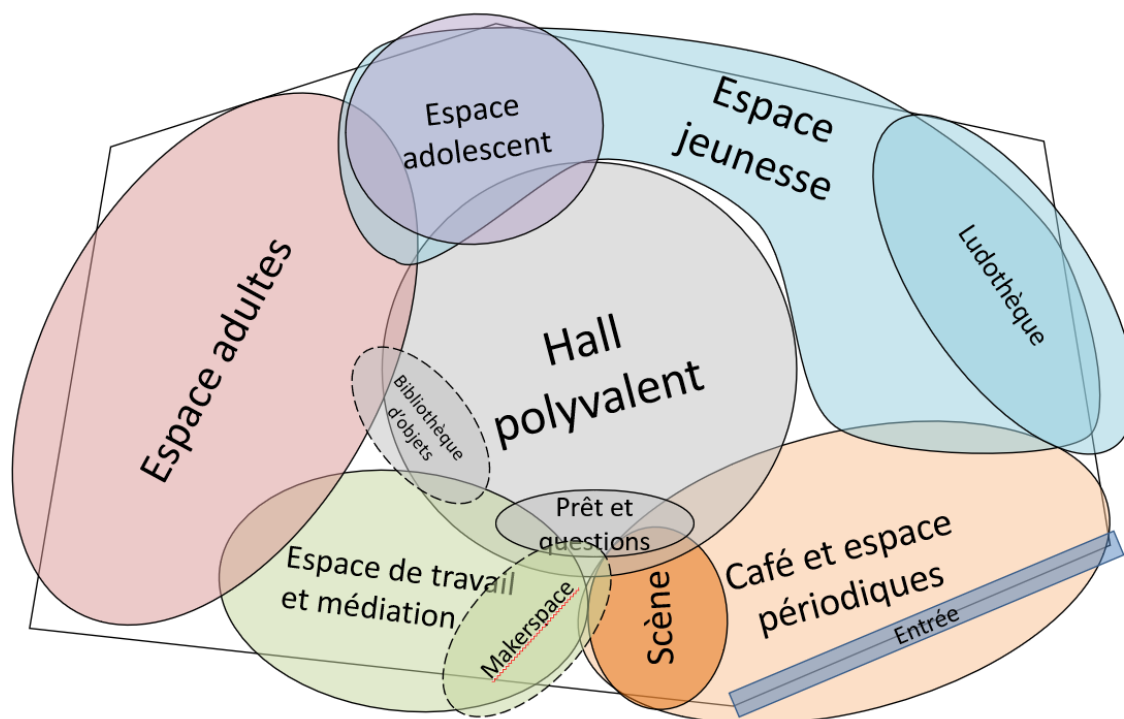 Espace
adolescent
Espace
jeunesse
Ludothèque
Espace adultes
Hall
polyvalent
Bibliothèque
d'objets
Prêt et
questions
Espace de travail
et médiation
Makerspace
Scène
Café et espace
périodiques
Entrée